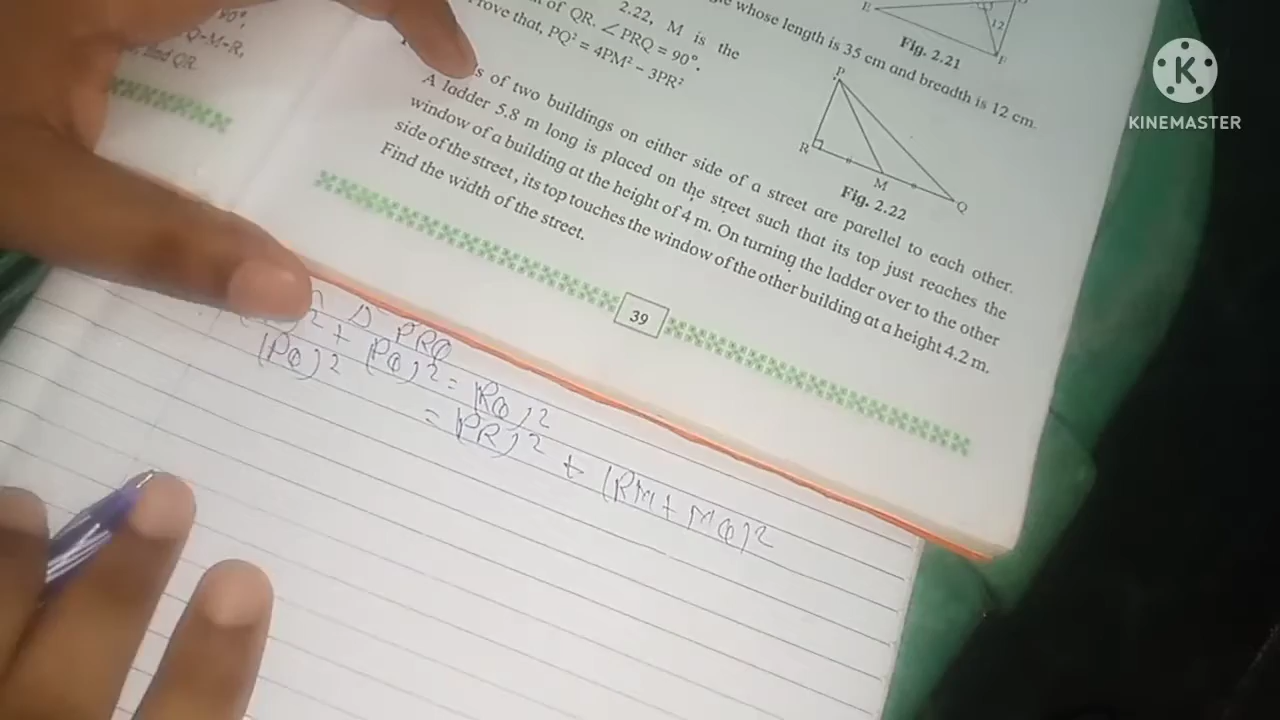 whose length is 35 cm and breadth is 12 cm.
12
Fig. 2.21
90°,
Q-M-R,
find QR.
2.22, M is the
of QR. ∠PRQ = 90°.
Prove that, PQ² = 4PM² − 3PR²
P
R
M
Q
Fig. 2.22
of two buildings on either side of a street are parellel to each other.
A ladder 5.8 m long is placed on the street such that its top just reaches the
window of a building at the height of 4 m. On turning the ladder over to the other
side of the street, its top touches the window of the other building at a height 4.2 m.
Find the width of the street.
39
Δ PRQ
² + (PQ)² = (RQ)²
(PQ)² = (PR)² + (RM + MQ)²
K
KINEMASTER